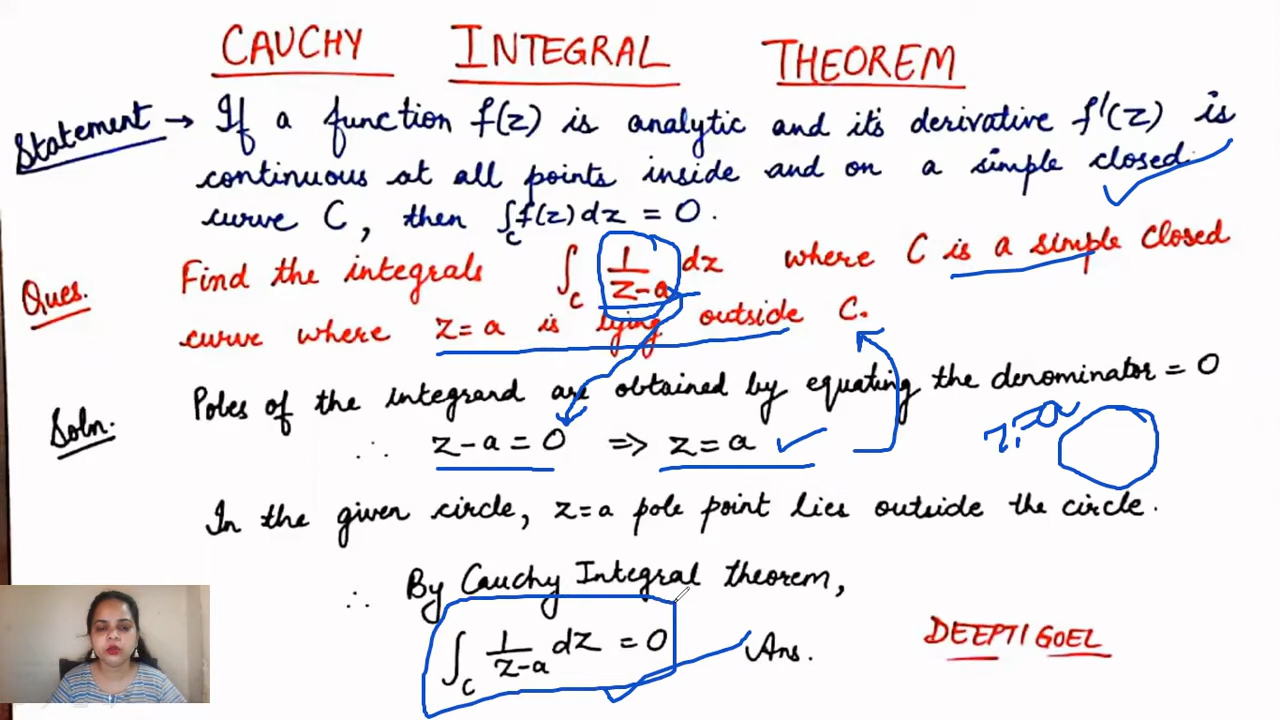 CAUCHY INTEGRAL THEOREM
Statement → If a function f(z) is analytic and it's derivative f'(z) is
continuous at all points inside and on a simple closed
curve C, then ∫_C f(z) dz = 0.
Ques. Find the integrals ∫_C 1/(z-a) dz where C is a simple closed
curve where z=a is lying outside C.
Soln. Poles of the integrand are obtained by equating the denominator = 0
∴ z-a = 0 ⇒ z = a
z=a
In the given circle, z=a pole point lies outside the circle.
∴ By Cauchy Integral theorem,
∫_C 1/(z-a) dz = 0 Ans.
DEEPTI GOEL